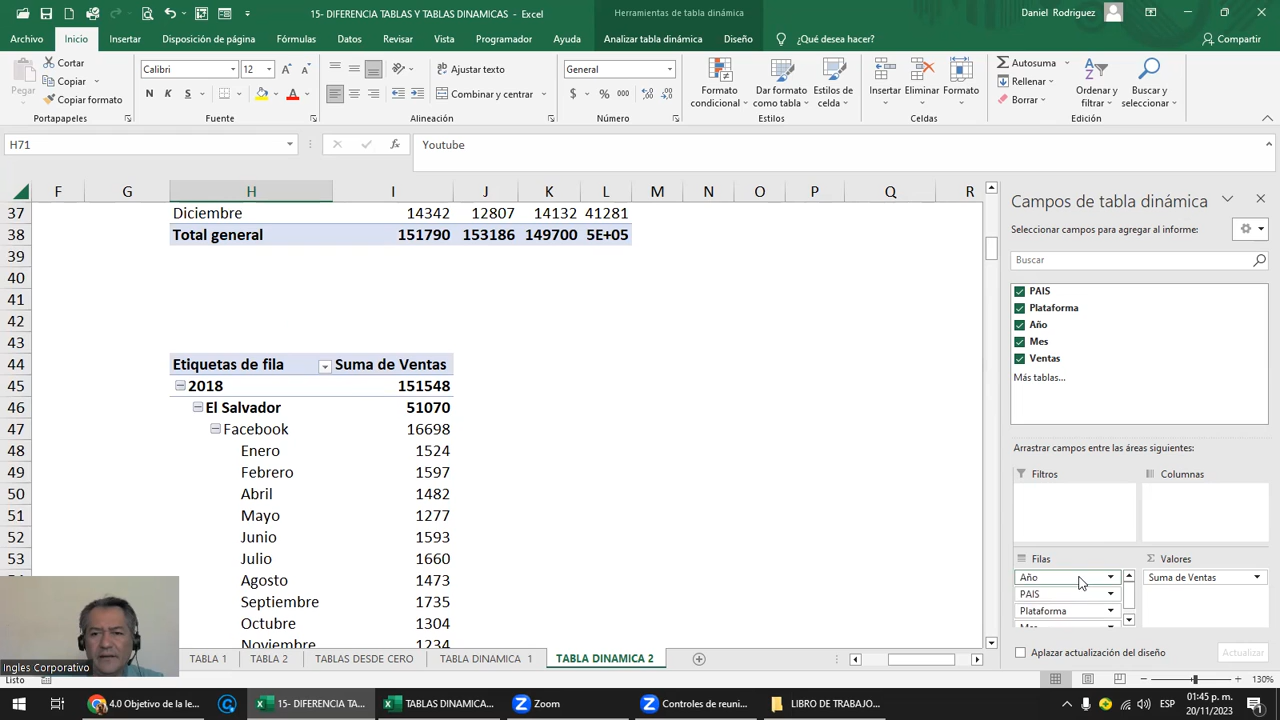 15- DIFERENCIA TABLAS Y TABLAS DINAMICAS - Excel
Herramientas de tabla dinámica
Daniel Rodriguez
Archivo Inicio Insertar Disposición de página Fórmulas Datos Revisar Vista Programador Ayuda Analizar tabla dinámica Diseño ¿Qué desea hacer? Compartir
Pegar
Cortar
Copiar
Copiar formato
Portapapeles
Calibri 12
N K S
Fuente
Ajustar texto
Combinar y centrar
Alineación
General
$ % 000
Número
Formato condicional
Dar formato como tabla
Estilos de celda
Estilos
Insertar Eliminar Formato
Celdas
Autosuma
Rellenar
Borrar
Ordenar y filtrar
Buscar y seleccionar
Edición
H71 fx Youtube
F G H I J K L M N O P Q R
37 Diciembre 14342 12807 14132 41281
38 Total general 151790 153186 149700 5E+05
39
40
41
42
43
44 Etiquetas de fila Suma de Ventas
45 2018 151548
46 El Salvador 51070
47 Facebook 16698
48 Enero 1524
49 Febrero 1597
50 Abril 1482
51 Mayo 1277
52 Junio 1593
53 Julio 1660
Agosto 1473
Septiembre 1735
Octubre 1304
Noviembre 1234
Campos de tabla dinámica
Seleccionar campos para agregar al informe:
Buscar
PAIS
Plataforma
Año
Mes
Ventas
Más tablas...
Arrastrar campos entre las áreas siguientes:
Filtros Columnas
Filas Σ Valores
Año Suma de Ventas
PAIS
Plataforma
Mes
Aplazar actualización del diseño Actualizar
Ingles Corporativo
TABLA 1 TABLA 2 TABLAS DESDE CERO TABLA DINAMICA 1 TABLA DINAMICA 2
Listo 130%
4.0 Objetivo de la le... 15- DIFERENCIA TA... TABLAS DINAMICA... Zoom Controles de reuni... LIBRO DE TRABAJO... ESP
01:45 p. m.
20/11/2023